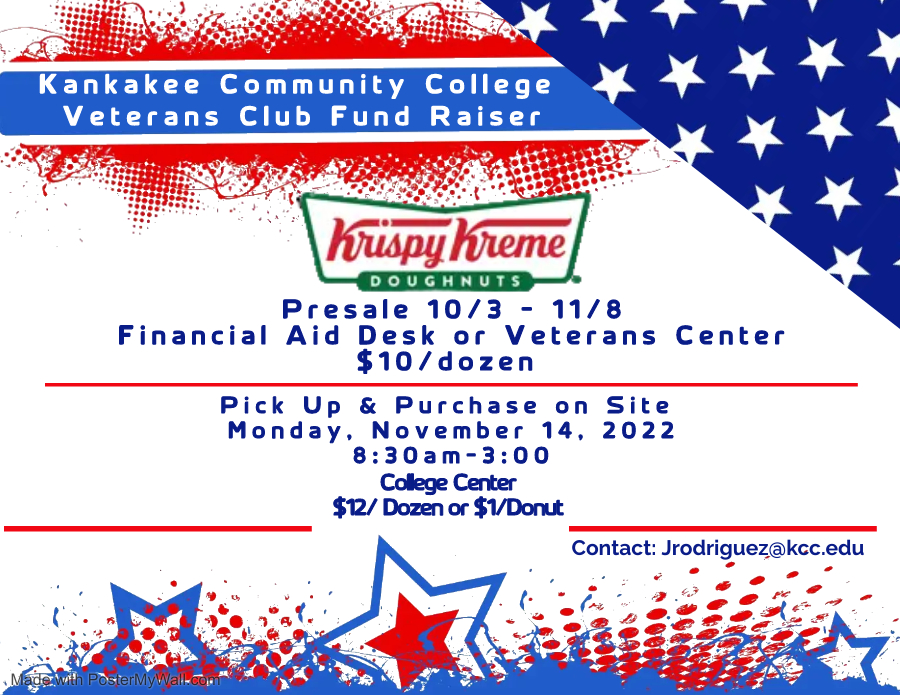 Kankakee Community College
Veterans Club Fund Raiser
Krispy Kreme
DOUGHNUTS
Presale 10/3 - 11/8
Financial Aid Desk or Veterans Center
$10/dozen
Pick Up & Purchase on Site
Monday, November 14, 2022
8:30am-3:00
College Center
$12/ Dozen or $1/Donut
Contact: Jrodriguez@kcc.edu
Made with PosterMyWall.com